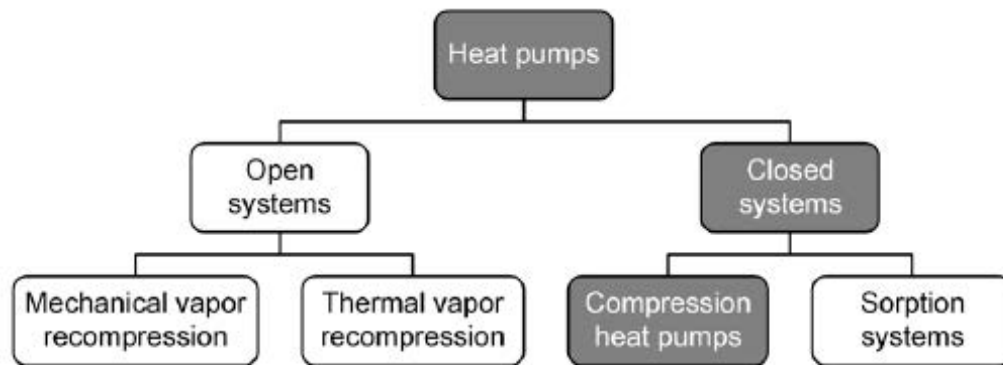 Heat pumps
Open
systems
Closed
systems
Mechanical vapor
recompression
Thermal vapor
recompression
Compression
heat pumps
Sorption
systems